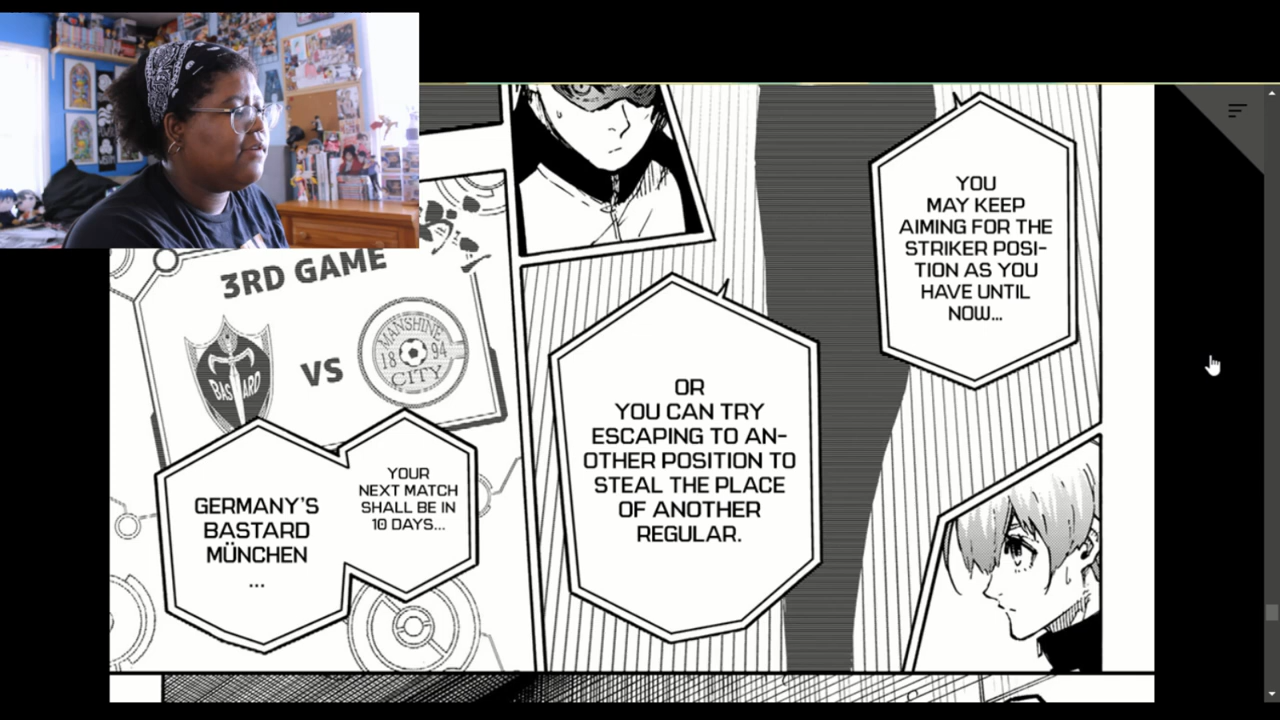 YOU
MAY KEEP
AIMING FOR THE
STRIKER POSI-
TION AS YOU
HAVE UNTIL
NOW...
OR
YOU CAN TRY
ESCAPING TO AN-
OTHER POSITION TO
STEAL THE PLACE
OF ANOTHER
REGULAR.
3RD GAME
BASTARD
VS
MANSHINE
18 94
CITY
YOUR
NEXT MATCH
SHALL BE IN
10 DAYS...
GERMANY'S
BASTARD
MÜNCHEN
...